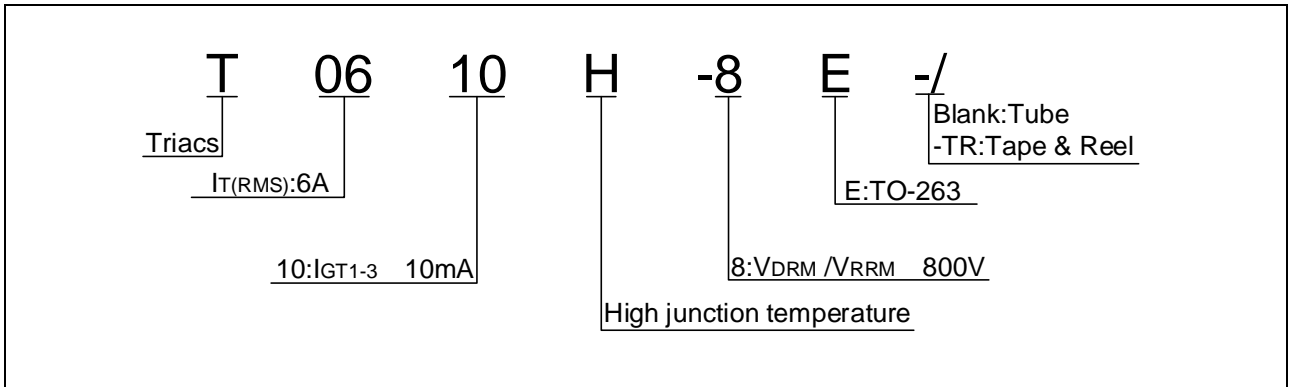 T 06 10 H -8 E -/
Blank:Tube
-TR:Tape & Reel
Triacs
IT(RMS):6A
E:TO-263
10:IGT1-3 10mA
8:VDRM /VRRM 800V
High junction temperature